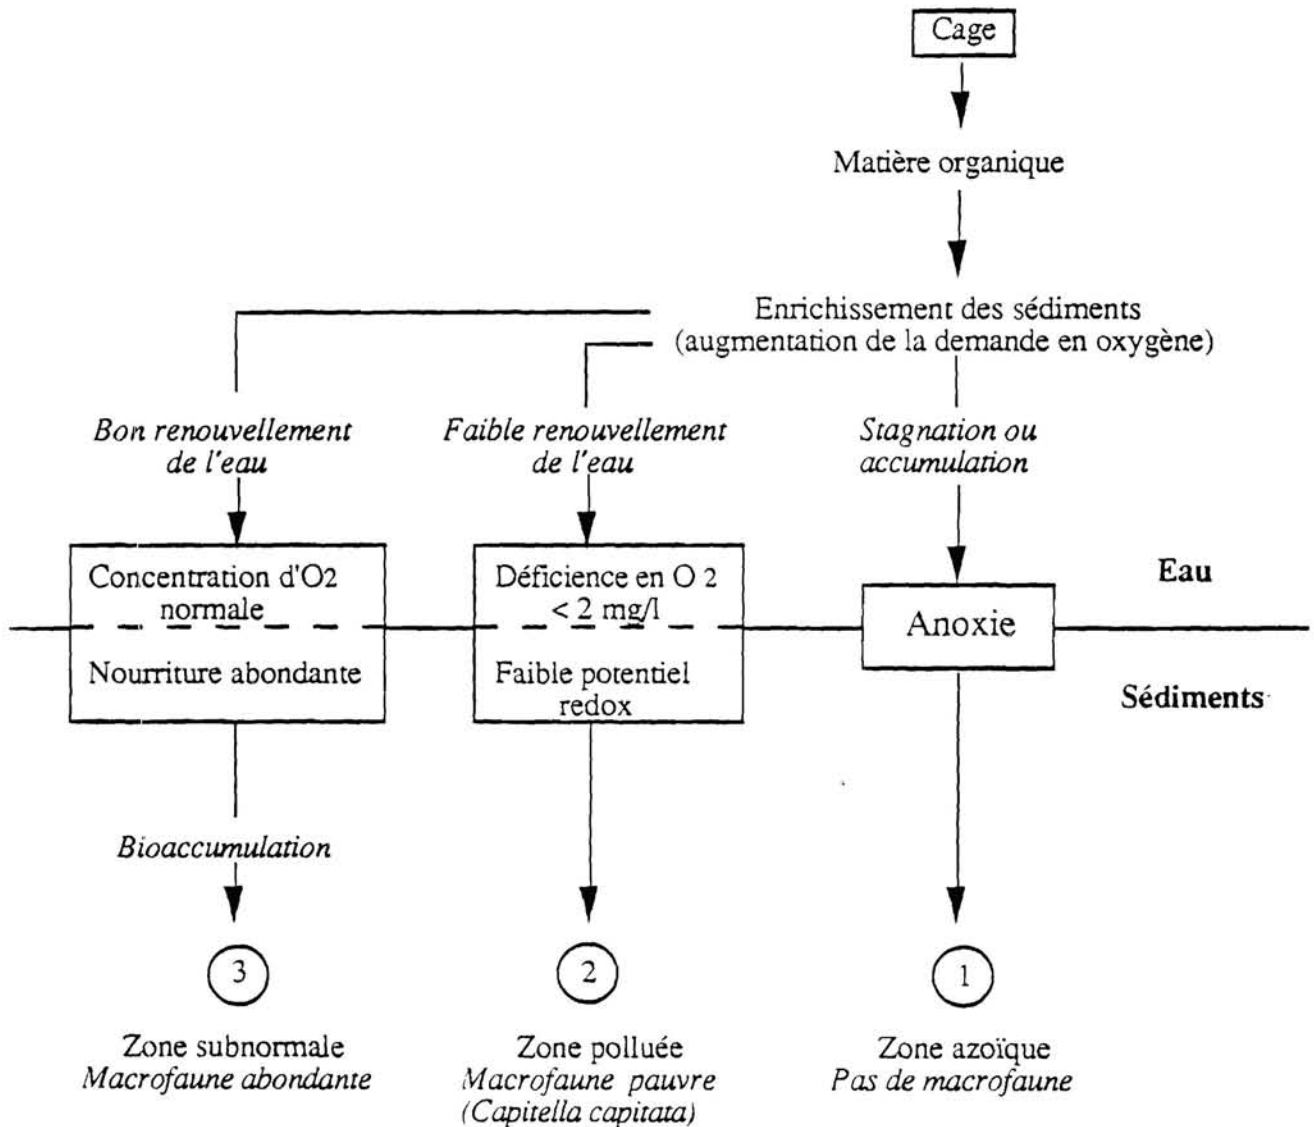 Cage
Matière organique
Enrichissement des sédiments
(augmentation de la demande en oxygène)
Bon renouvellement
de l'eau
Faible renouvellement
de l'eau
Stagnation ou
accumulation
Concentration d'O2
normale
Nourriture abondante
Déficience en O 2
< 2 mg/l
Faible potentiel
redox
Anoxie
Eau
Sédiments
Bioaccumulation
3
2
1
Zone subnormale
Macrofaune abondante
Zone polluée
Macrofaune pauvre
(Capitella capitata)
Zone azoïque
Pas de macrofaune